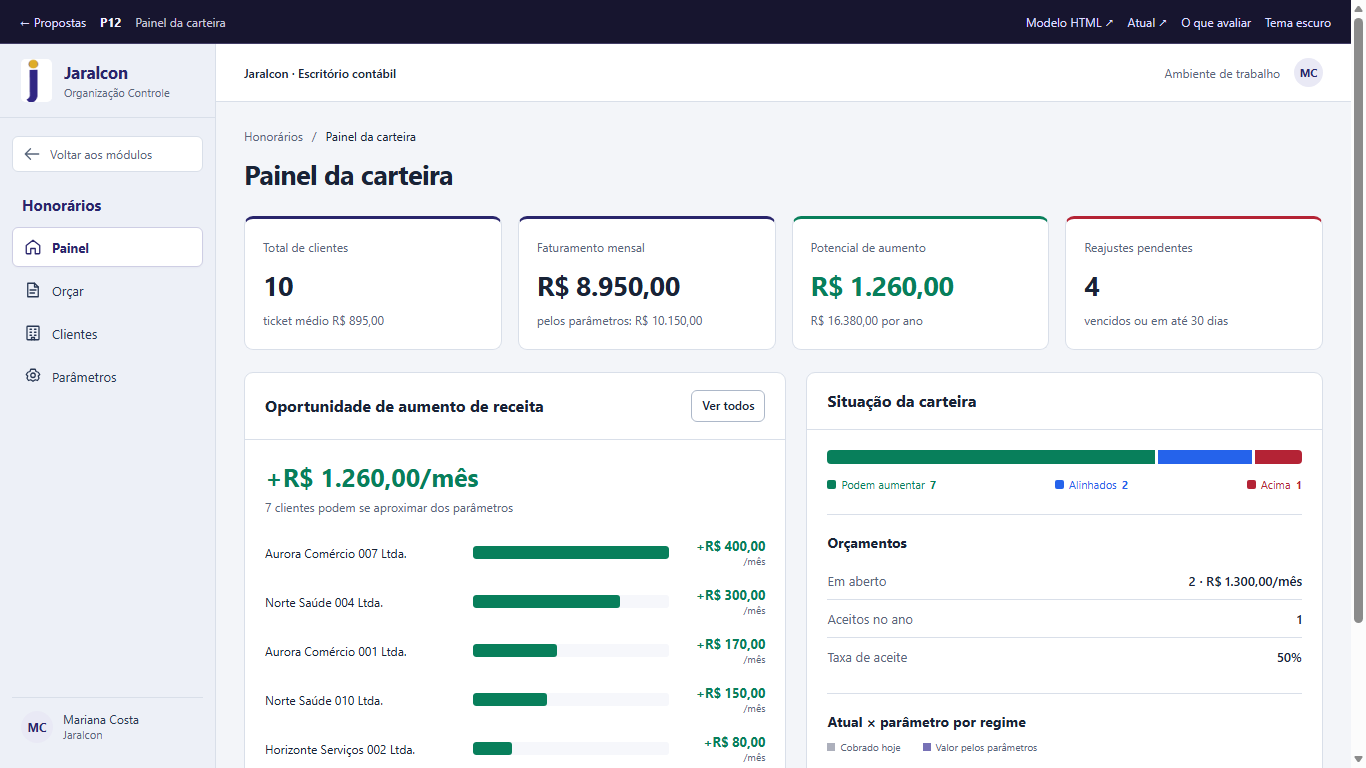 ← Propostas P12 Painel da carteira Modelo HTML ↗ Atual ↗ O que avaliar Tema escuro
j
Jaralcon
Organização Controle
Jaralcon · Escritório contábil
Ambiente de trabalho MC
← Voltar aos módulos
Honorários
Painel
Orçar
Clientes
Parâmetros
MC
Mariana Costa
Jaralcon
Honorários / Painel da carteira
Painel da carteira
Total de clientes
10
ticket médio R$ 895,00
Faturamento mensal
R$ 8.950,00
pelos parâmetros: R$ 10.150,00
Potencial de aumento
R$ 1.260,00
R$ 16.380,00 por ano
Reajustes pendentes
4
vencidos ou em até 30 dias
Oportunidade de aumento de receita
Ver todos
+R$ 1.260,00/mês
7 clientes podem se aproximar dos parâmetros
Aurora Comércio 007 Ltda. +R$ 400,00
/mês
Norte Saúde 004 Ltda. +R$ 300,00
/mês
Aurora Comércio 001 Ltda. +R$ 170,00
/mês
Norte Saúde 010 Ltda. +R$ 150,00
/mês
Horizonte Serviços 002 Ltda. +R$ 80,00
/mês
Situação da carteira
Podem aumentar 7 Alinhados 2 Acima 1
Orçamentos
Em aberto 2 · R$ 1.300,00/mês
Aceitos no ano 1
Taxa de aceite 50%
Atual × parâmetro por regime
Cobrado hoje Valor pelos parâmetros